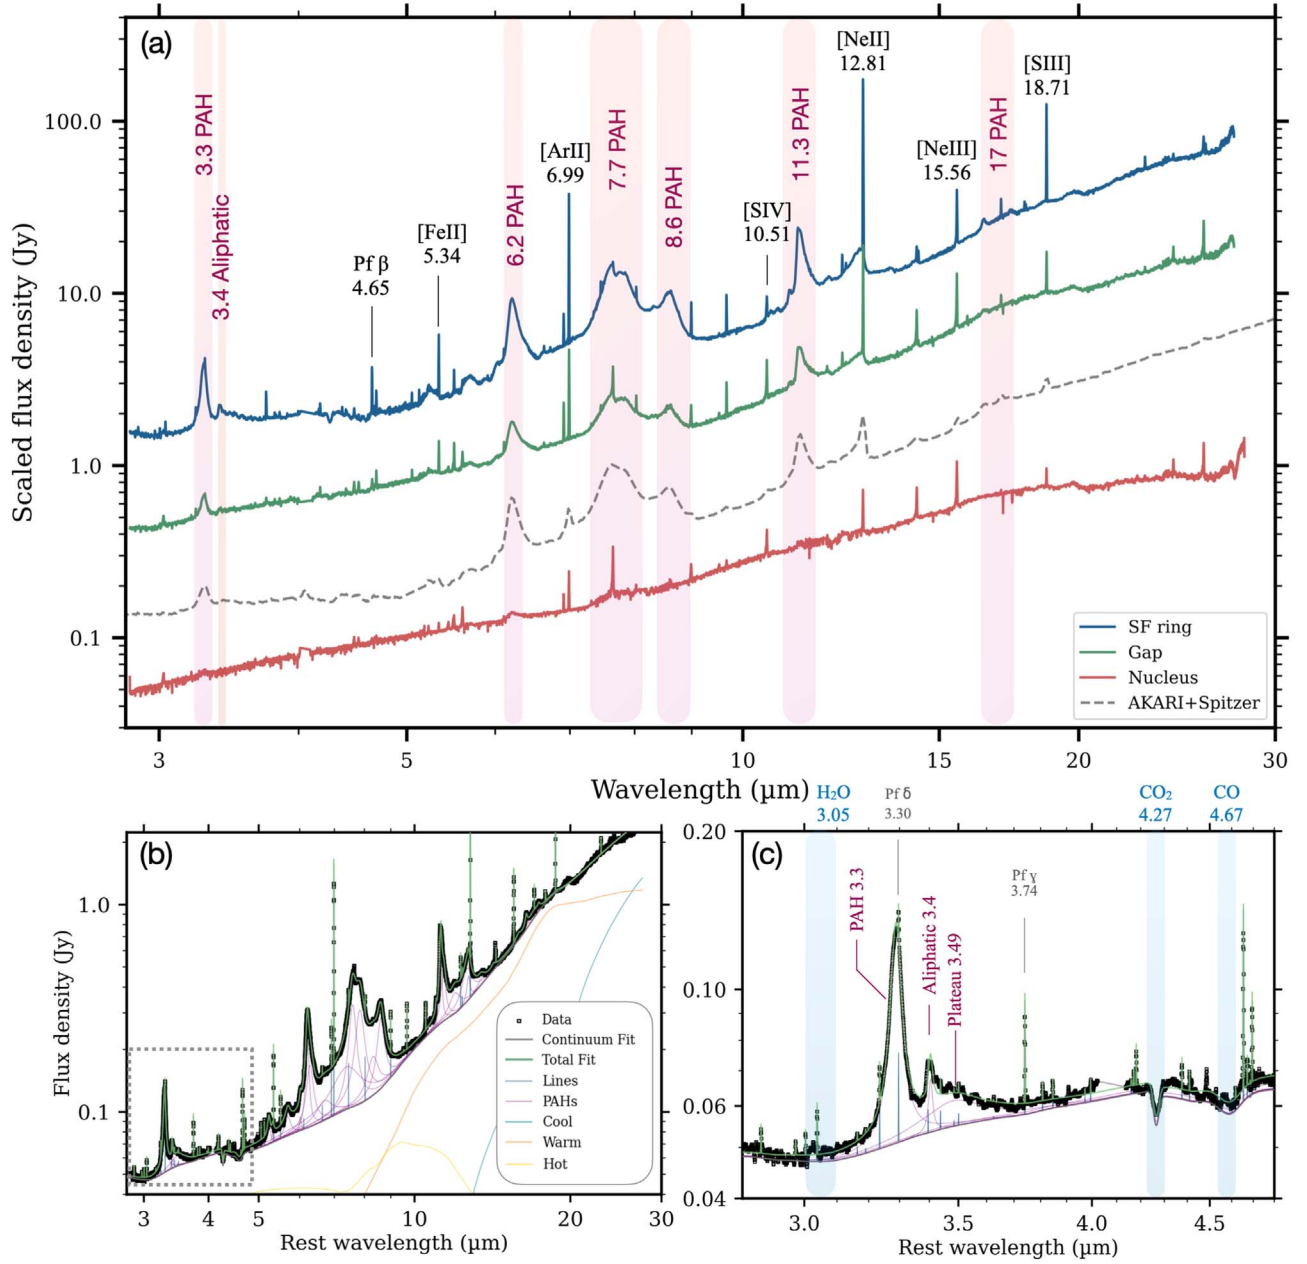 (a)
[NeII]
12.81
[SIII]
18.71
3.3 PAH
3.4 Aliphatic
[ArII]
6.99
7.7 PAH
11.3 PAH
[NeIII]
15.56
17 PAH
8.6 PAH
6.2 PAH
[SIV]
10.51
[FeII]
5.34
Pf β
4.65
Scaled flux density (Jy)
100.0
10.0
1.0
0.1
SF ring
Gap
Nucleus
AKARI+Spitzer
3
5
10
15
20
30
Wavelength (μm)
(b)
Flux density (Jy)
1.0
0.1
Data
Continuum Fit
Total Fit
Lines
PAHs
Cool
Warm
Hot
3
4
5
10
20
30
Rest wavelength (μm)
H₂O
3.05
Pf δ
3.30
CO₂
4.27
CO
4.67
(c)
0.20
0.10
0.06
0.04
PAH 3.3
Aliphatic 3.4
Plateau 3.49
Pf γ
3.74
3.0
3.5
4.0
4.5
Rest wavelength (μm)